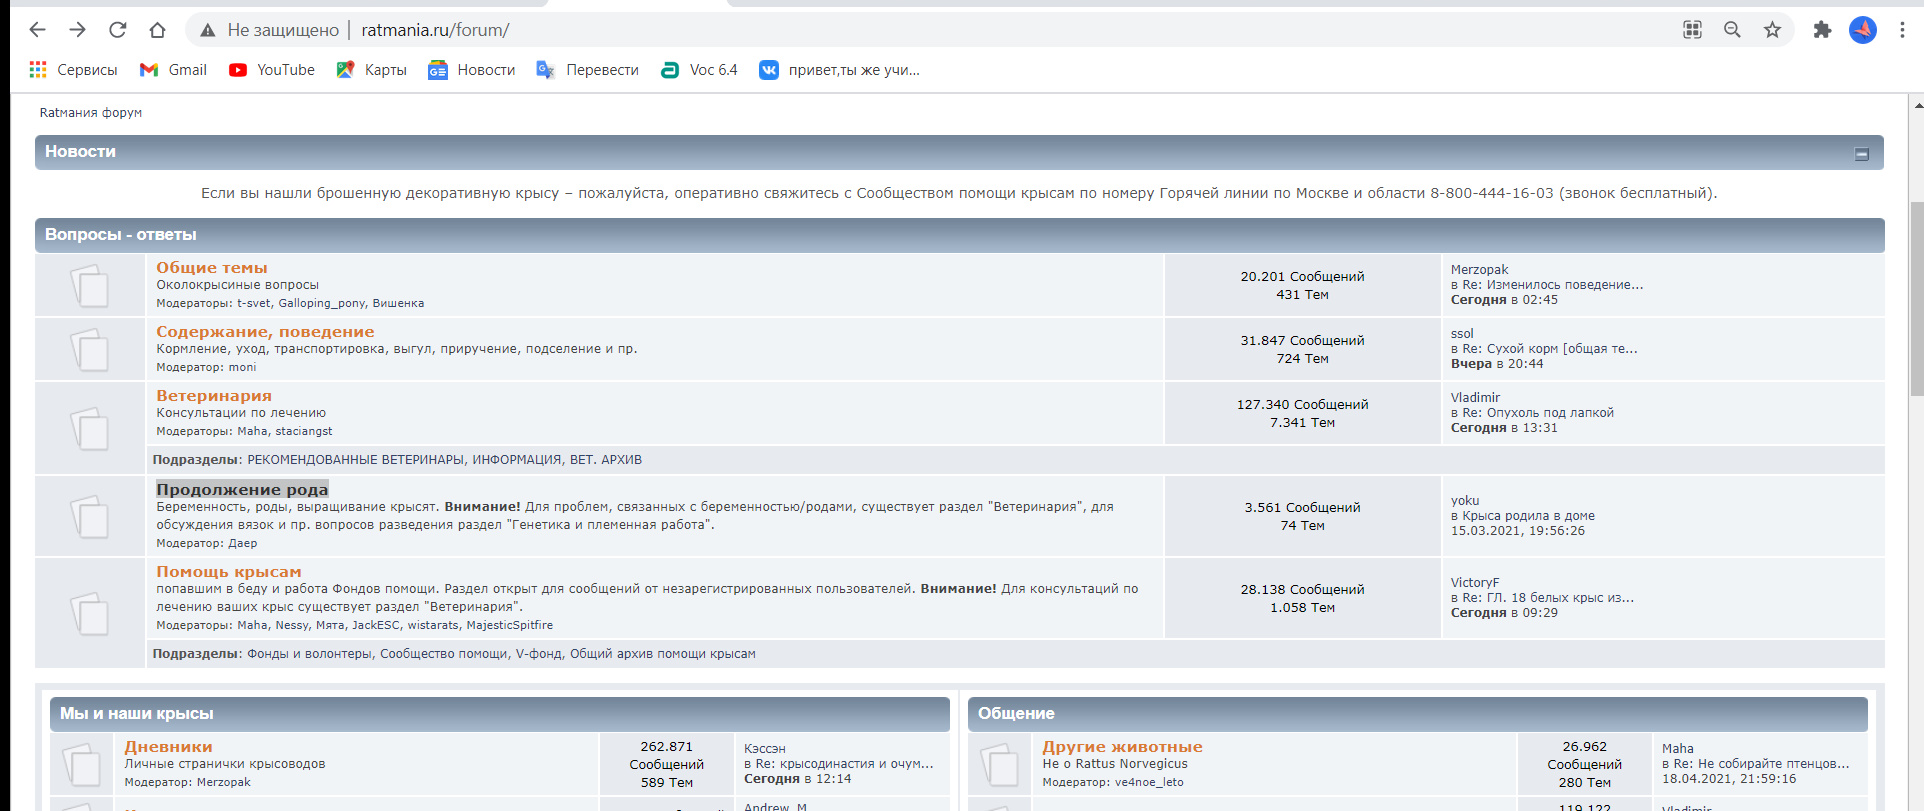 Не защищено | ratmania.ru/forum/
Сервисы Gmail YouTube Карты Новости Перевести Voc 6.4 привет,ты же учи...
Ratмания форум
Новости
Если вы нашли брошенную декоративную крысу – пожалуйста, оперативно свяжитесь с Сообществом помощи крысам по номеру Горячей линии по Москве и области 8-800-444-16-03 (звонок бесплатный).
Вопросы - ответы
Общие темы
Околокрысиные вопросы
Модераторы: t-svet, Galloping_pony, Вишенка
20.201 Сообщений
431 Тем
Merzopak
в Re: Изменилось поведение...
Сегодня в 02:45
Содержание, поведение
Кормление, уход, транспортировка, выгул, приручение, подселение и пр.
Модератор: moni
31.847 Сообщений
724 Тем
ssol
в Re: Сухой корм [общая те...
Вчера в 20:44
Ветеринария
Консультации по лечению
Модераторы: Maha, staciangst
127.340 Сообщений
7.341 Тем
Vladimir
в Re: Опухоль под лапкой
Сегодня в 13:31
Подразделы: РЕКОМЕНДОВАННЫЕ ВЕТЕРИНАРЫ, ИНФОРМАЦИЯ, ВЕТ. АРХИВ
Продолжение рода
Беременность, роды, выращивание крысят. Внимание! Для проблем, связанных с беременностью/родами, существует раздел "Ветеринария", для
обсуждения вязок и пр. вопросов разведения раздел "Генетика и племенная работа".
Модератор: Даер
3.561 Сообщений
74 Тем
yoku
в Крыса родила в доме
15.03.2021, 19:56:26
Помощь крысам
попавшим в беду и работа Фондов помощи. Раздел открыт для сообщений от незарегистрированных пользователей. Внимание! Для консультаций по
лечению ваших крыс существует раздел "Ветеринария".
Модераторы: Maha, Nessy, Мята, JackESC, wistarats, MajesticSpitfire
28.138 Сообщений
1.058 Тем
VictoryF
в Re: ГЛ. 18 белых крыс из...
Сегодня в 09:29
Подразделы: Фонды и волонтеры, Сообщество помощи, V-фонд, Общий архив помощи крысам
Мы и наши крысы
Дневники
Личные странички крысоводов
Модератор: Merzopak
262.871
Сообщений
589 Тем
Кэссэн
в Re: крысодинастия и очум...
Сегодня в 12:14
Andrew_M
Общение
Другие животные
Не о Rattus Norvegicus
Модератор: ve4noe_leto
26.962
Сообщений
280 Тем
Maha
в Re: Не собирайте птенцов...
18.04.2021, 21:59:16
119.122
Vladimir